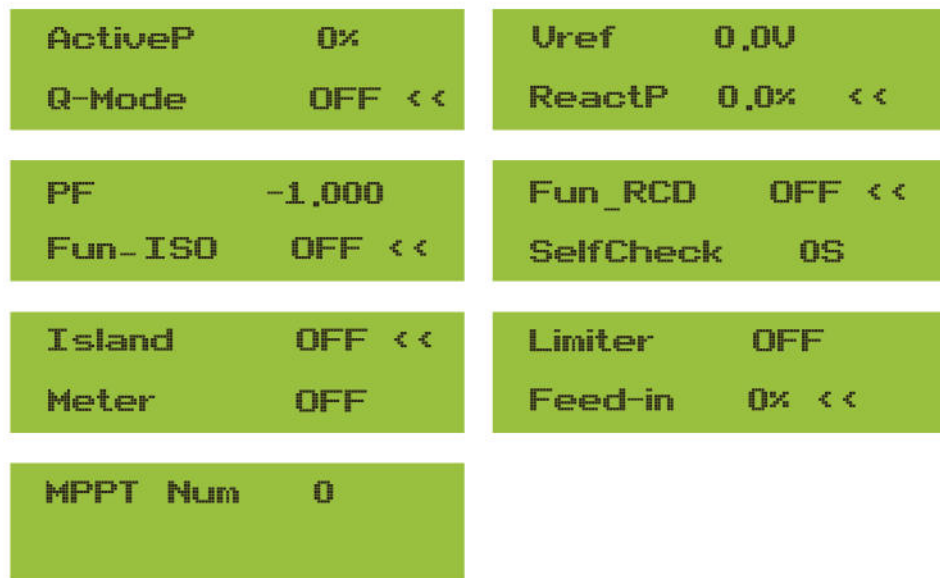 ActiveP 0%
Q-Mode OFF <<
Vref 0.0V
ReactP 0.0% <<
PF -1.000
Fun-ISO OFF <<
Fun_RCD OFF <<
SelfCheck 0S
Island OFF <<
Meter OFF
Limiter OFF
Feed-in 0% <<
MPPT Num 0